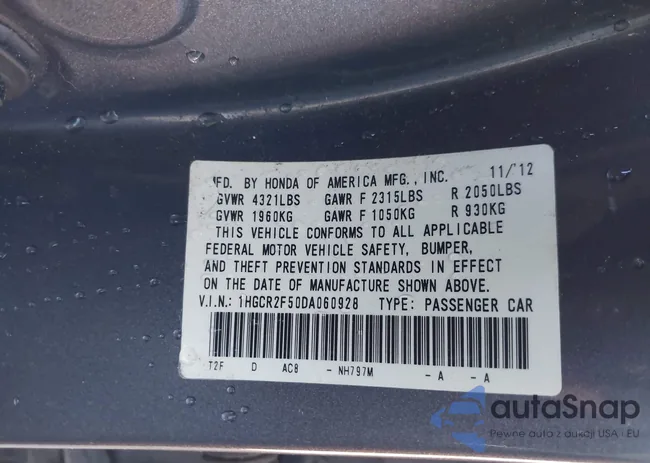 MFD. BY HONDA OF AMERICA MFG., INC. 11/'12
GVWR 4321LBS GAWR F 2315LBS R 2050LBS
GVWR 1960KG GAWR F 1050KG R 930KG
THIS VEHICLE CONFORMS TO ALL APPLICABLE
FEDERAL MOTOR VEHICLE SAFETY, BUMPER,
AND THEFT PREVENTION STANDARDS IN EFFECT
ON THE DATE OF MANUFACTURE SHOWN ABOVE.
V.I.N.: 1HGCR2F50DA060928 TYPE: PASSENGER CAR
T2F D AC8 - NH797M - A - A
autaSnap
Pewne auta z aukcji USA i EU